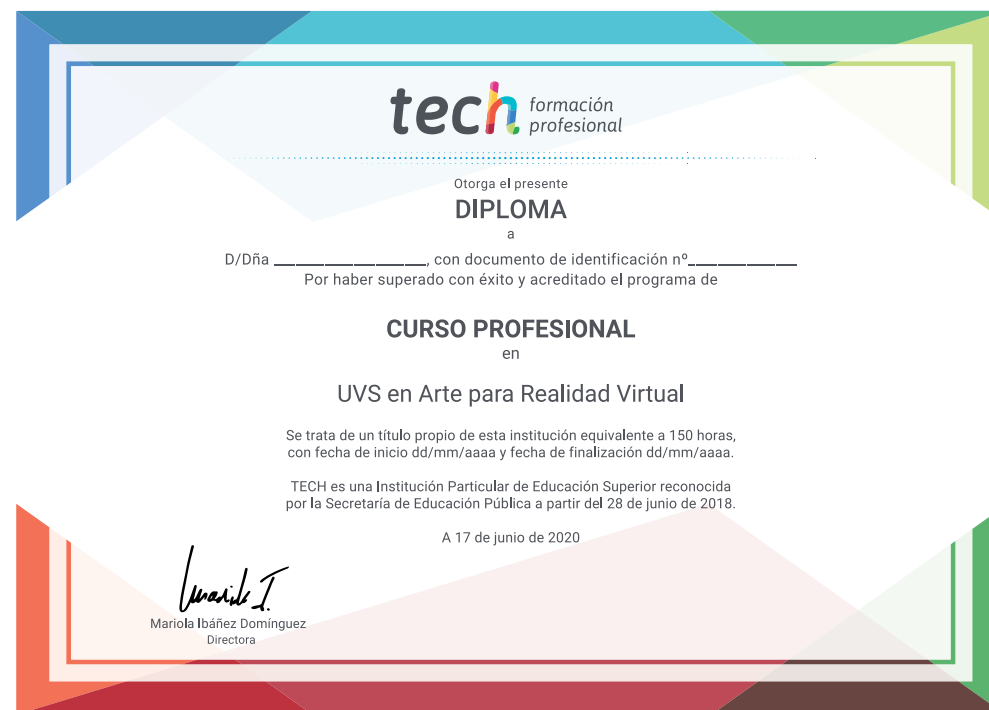 tech formación
profesional
Otorga el presente
DIPLOMA
a
D/Dña ______________, con documento de identificación nº__________
Por haber superado con éxito y acreditado el programa de
CURSO PROFESIONAL
en
UVS en Arte para Realidad Virtual
Se trata de un título propio de esta institución equivalente a 150 horas,
con fecha de inicio dd/mm/aaaa y fecha de finalización dd/mm/aaaa.
TECH es una Institución Particular de Educación Superior reconocida
por la Secretaría de Educación Pública a partir del 28 de junio de 2018.
A 17 de junio de 2020
Mariola I.
Mariola Ibáñez Domínguez
Directora